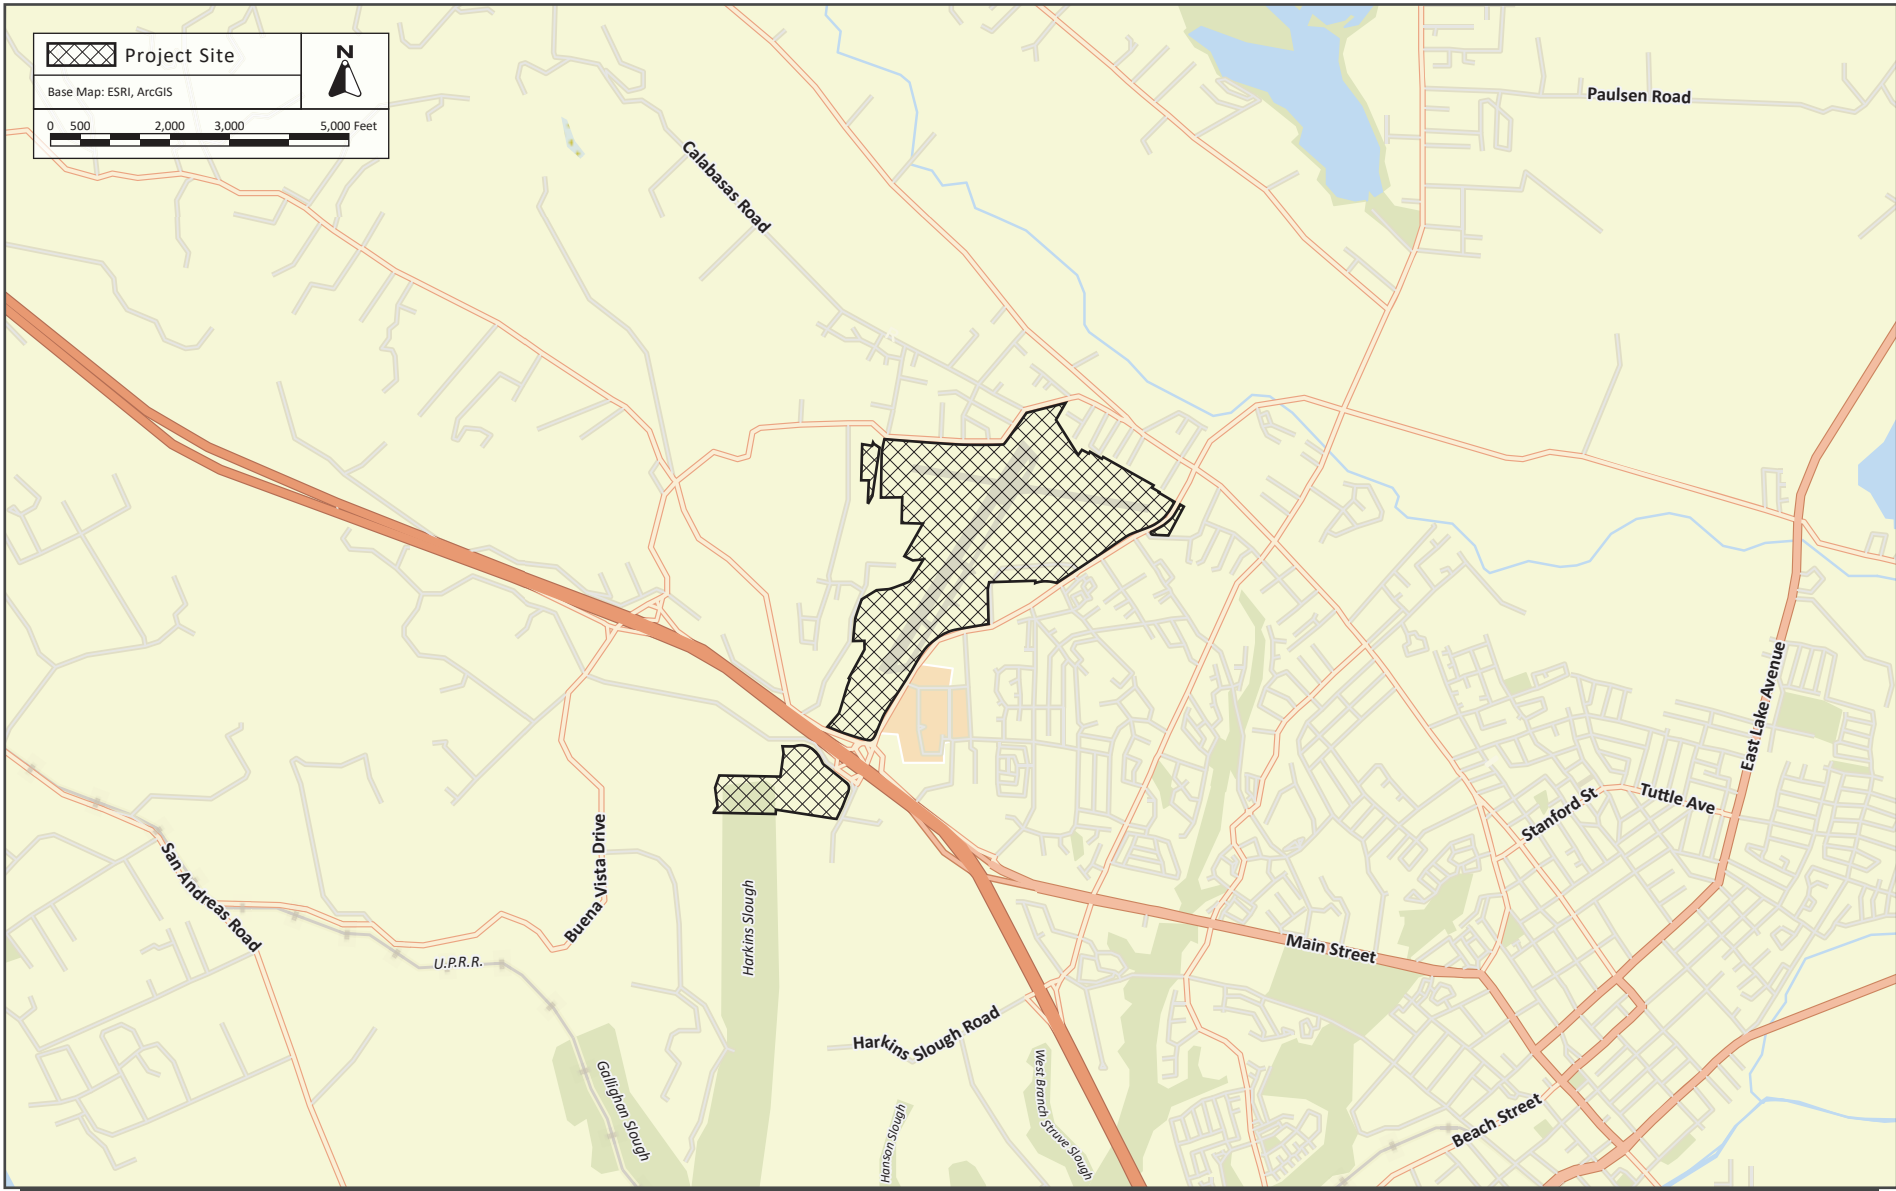 Project Site
N
Base Map: ESRI, ArcGIS
0 500 2,000 3,000 5,000 Feet
Paulsen Road
Calabasas Road
East Lake Avenue
Tuttle Ave
Stanford St
San Andreas Road
Buena Vista Drive
Harkins Slough
U.P.R.R.
Main Street
Harkins Slough Road
Gallighan Slough
West Branch Struve Slough
Hanson Slough
Beach Street